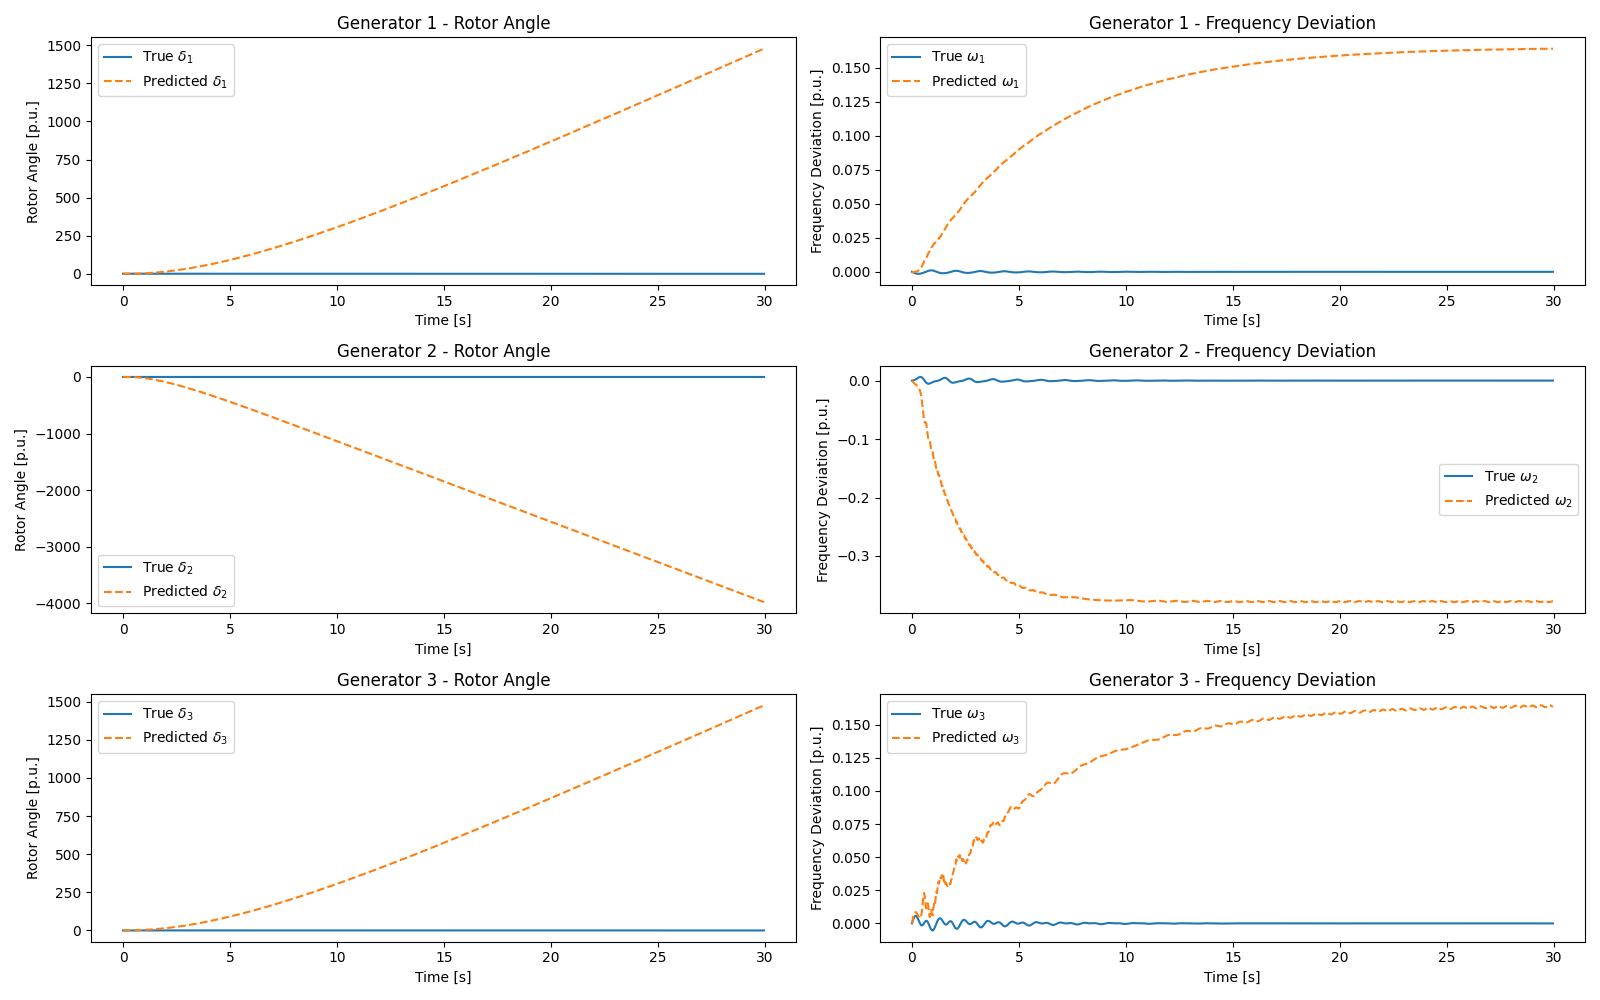 Generator 1 - Rotor Angle
Rotor Angle [p.u.]
1500
1250
1000
750
500
250
0
True δ₁
Predicted δ₁
0 5 10 15 20 25 30
Time [s]
Generator 1 - Frequency Deviation
Frequency Deviation [p.u.]
0.150
0.125
0.100
0.075
0.050
0.025
0.000
True ω₁
Predicted ω₁
0 5 10 15 20 25 30
Time [s]
Generator 2 - Rotor Angle
Rotor Angle [p.u.]
0
−1000
−2000
−3000
−4000
True δ₂
Predicted δ₂
0 5 10 15 20 25 30
Time [s]
Generator 2 - Frequency Deviation
Frequency Deviation [p.u.]
0.0
−0.1
−0.2
−0.3
True ω₂
Predicted ω₂
0 5 10 15 20 25 30
Time [s]
Generator 3 - Rotor Angle
Rotor Angle [p.u.]
1500
1250
1000
750
500
250
0
True δ₃
Predicted δ₃
0 5 10 15 20 25 30
Time [s]
Generator 3 - Frequency Deviation
Frequency Deviation [p.u.]
0.150
0.125
0.100
0.075
0.050
0.025
0.000
True ω₃
Predicted ω₃
0 5 10 15 20 25 30
Time [s]